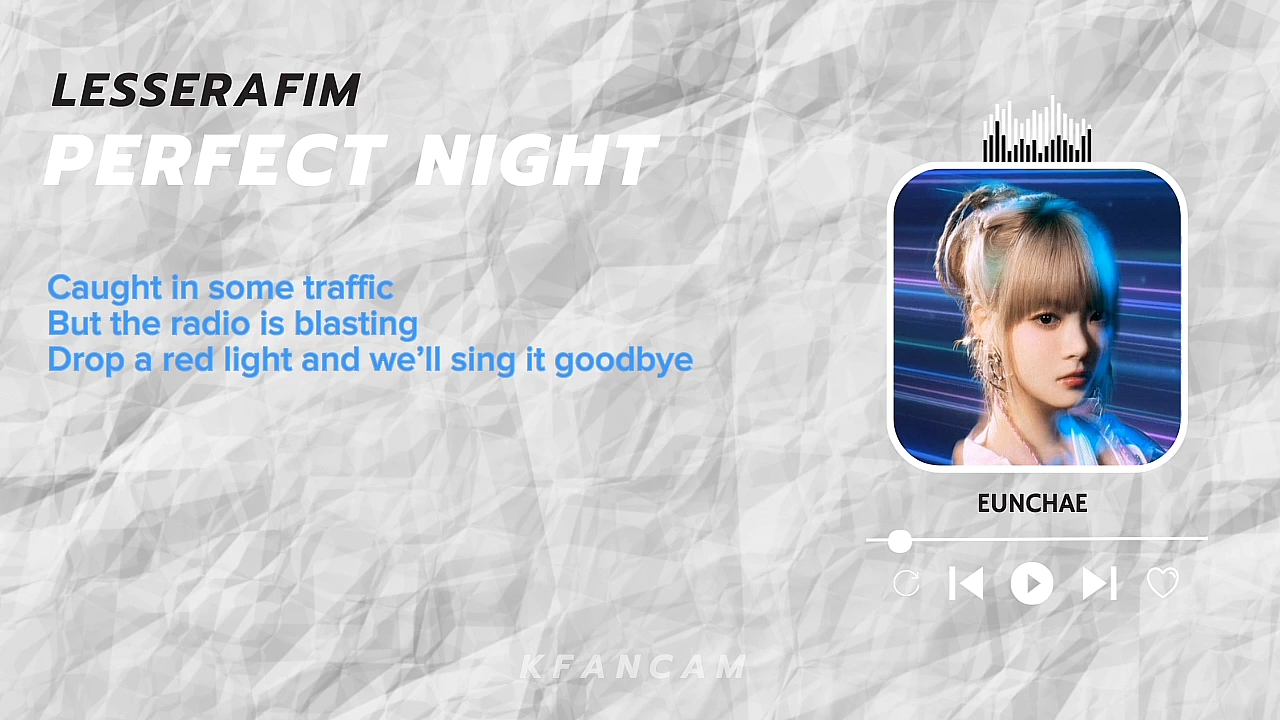 LESSERAFIM
PERFECT NIGHT
Caught in some traffic
But the radio is blasting
Drop a red light and we’ll sing it goodbye
EUNCHAE
KFANCAM